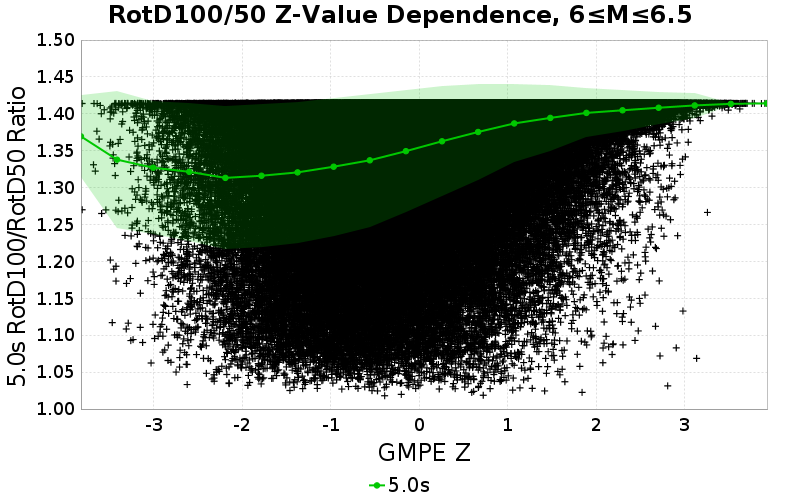 RotD100/50 Z-Value Dependence, 6≤M≤6.5
5.0s RotD100/RotD50 Ratio
1.50
1.45
1.40
1.35
1.30
1.25
1.20
1.15
1.10
1.05
1.00
-3 -2 -1 0 1 2 3
GMPE Z
5.0s